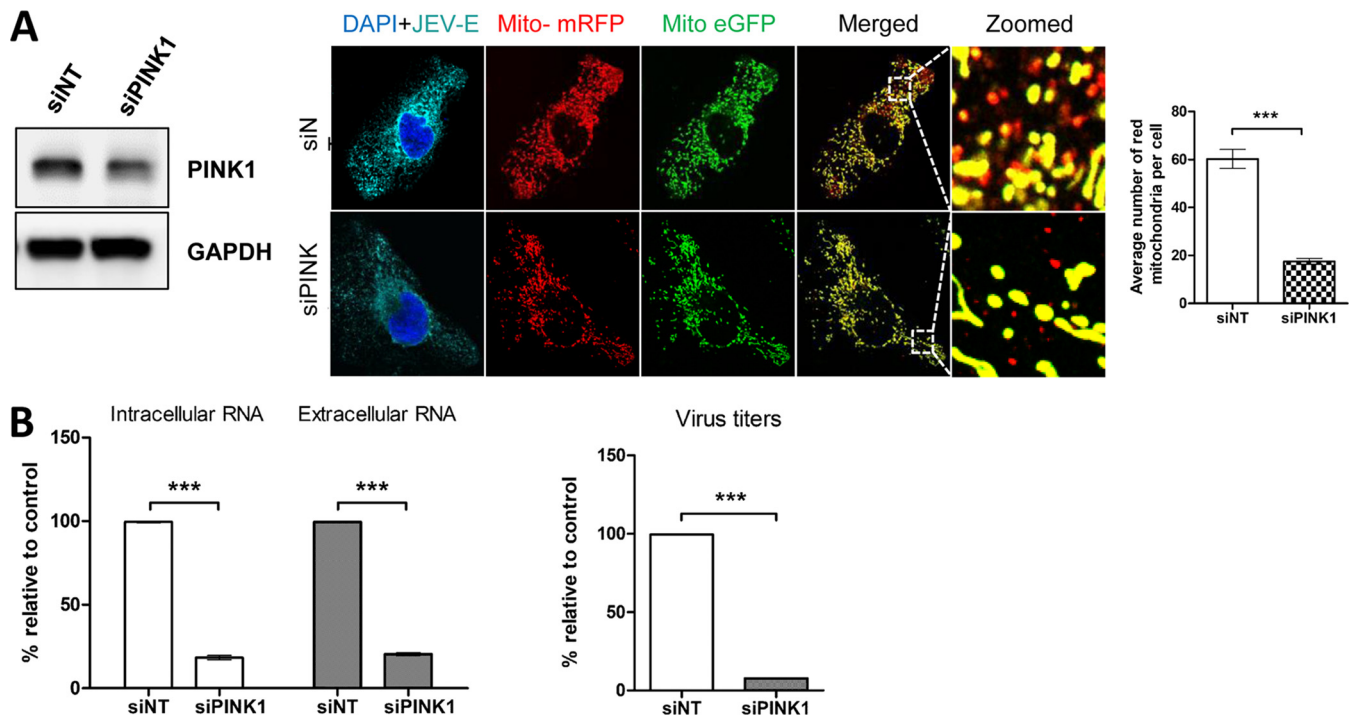 A
siNT
siPINK1
PINK1
GAPDH
DAPI+JEV-E
Mito- mRFP
Mito eGFP
Merged
Zoomed
siN
siPINK
Average number of red
mitochondria per cell
80
60
40
20
0
***
siNT
siPINK1
B
Intracellular RNA
Extracellular RNA
% relative to control
150
100
50
0
***
***
siNT
siPINK1
siNT
siPINK1
Virus titers
% relative to control
150
100
50
0
***
siNT
siPINK1